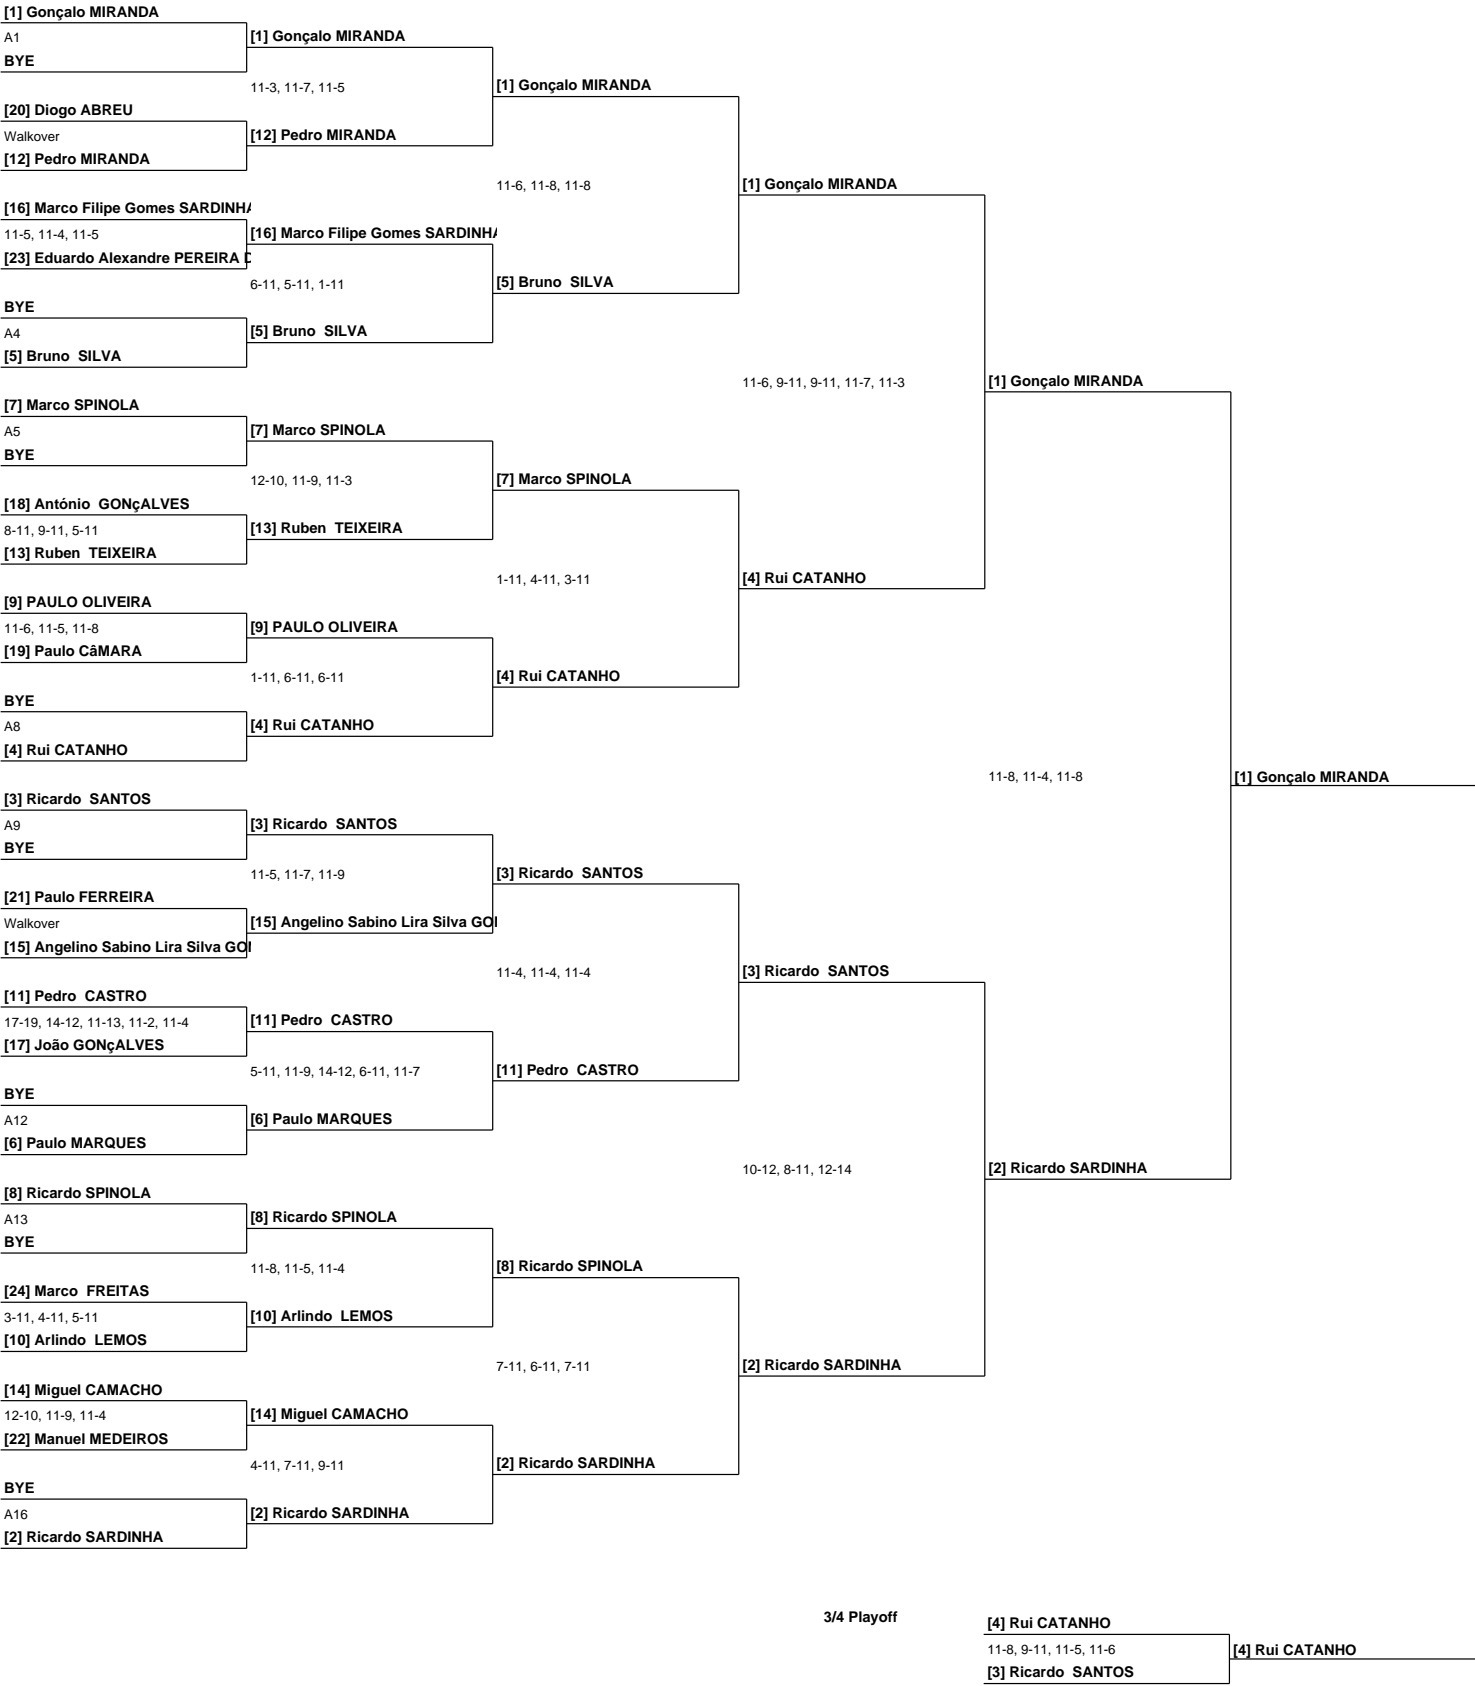 [1] Gonçalo MIRANDA
A1
BYE
[1] Gonçalo MIRANDA
11-3, 11-7, 11-5
[1] Gonçalo MIRANDA
[20] Diogo ABREU
Walkover
[12] Pedro MIRANDA
[12] Pedro MIRANDA
11-6, 11-8, 11-8
[1] Gonçalo MIRANDA
[16] Marco Filipe Gomes SARDINHA
11-5, 11-4, 11-5
[23] Eduardo Alexandre PEREIRA D
[16] Marco Filipe Gomes SARDINHA
6-11, 5-11, 1-11
[5] Bruno  SILVA
BYE
A4
[5] Bruno  SILVA
[5] Bruno  SILVA
11-6, 9-11, 9-11, 11-7, 11-3
[1] Gonçalo MIRANDA
[7] Marco SPINOLA
A5
BYE
[7] Marco SPINOLA
12-10, 11-9, 11-3
[7] Marco SPINOLA
[18] António  GONçALVES
8-11, 9-11, 5-11
[13] Ruben  TEIXEIRA
[13] Ruben  TEIXEIRA
1-11, 4-11, 3-11
[4] Rui CATANHO
[9] PAULO OLIVEIRA
11-6, 11-5, 11-8
[19] Paulo CâMARA
[9] PAULO OLIVEIRA
1-11, 6-11, 6-11
[4] Rui CATANHO
BYE
A8
[4] Rui CATANHO
[4] Rui CATANHO
11-8, 11-4, 11-8
[1] Gonçalo MIRANDA
[3] Ricardo  SANTOS
A9
BYE
[3] Ricardo  SANTOS
11-5, 11-7, 11-9
[3] Ricardo  SANTOS
[21] Paulo FERREIRA
Walkover
[15] Angelino Sabino Lira Silva GO
[15] Angelino Sabino Lira Silva GO
11-4, 11-4, 11-4
[3] Ricardo  SANTOS
[11] Pedro  CASTRO
17-19, 14-12, 11-13, 11-2, 11-4
[17] João GONçALVES
[11] Pedro  CASTRO
5-11, 11-9, 14-12, 6-11, 11-7
[11] Pedro  CASTRO
BYE
A12
[6] Paulo MARQUES
[6] Paulo MARQUES
10-12, 8-11, 12-14
[2] Ricardo SARDINHA
[8] Ricardo SPINOLA
A13
BYE
[8] Ricardo SPINOLA
11-8, 11-5, 11-4
[8] Ricardo SPINOLA
[24] Marco  FREITAS
3-11, 4-11, 5-11
[10] Arlindo  LEMOS
[10] Arlindo  LEMOS
7-11, 6-11, 7-11
[2] Ricardo SARDINHA
[14] Miguel CAMACHO
12-10, 11-9, 11-4
[22] Manuel MEDEIROS
[14] Miguel CAMACHO
4-11, 7-11, 9-11
[2] Ricardo SARDINHA
BYE
A16
[2] Ricardo SARDINHA
[2] Ricardo SARDINHA
3/4 Playoff
[4] Rui CATANHO
11-8, 9-11, 11-5, 11-6
[3] Ricardo  SANTOS
[4] Rui CATANHO